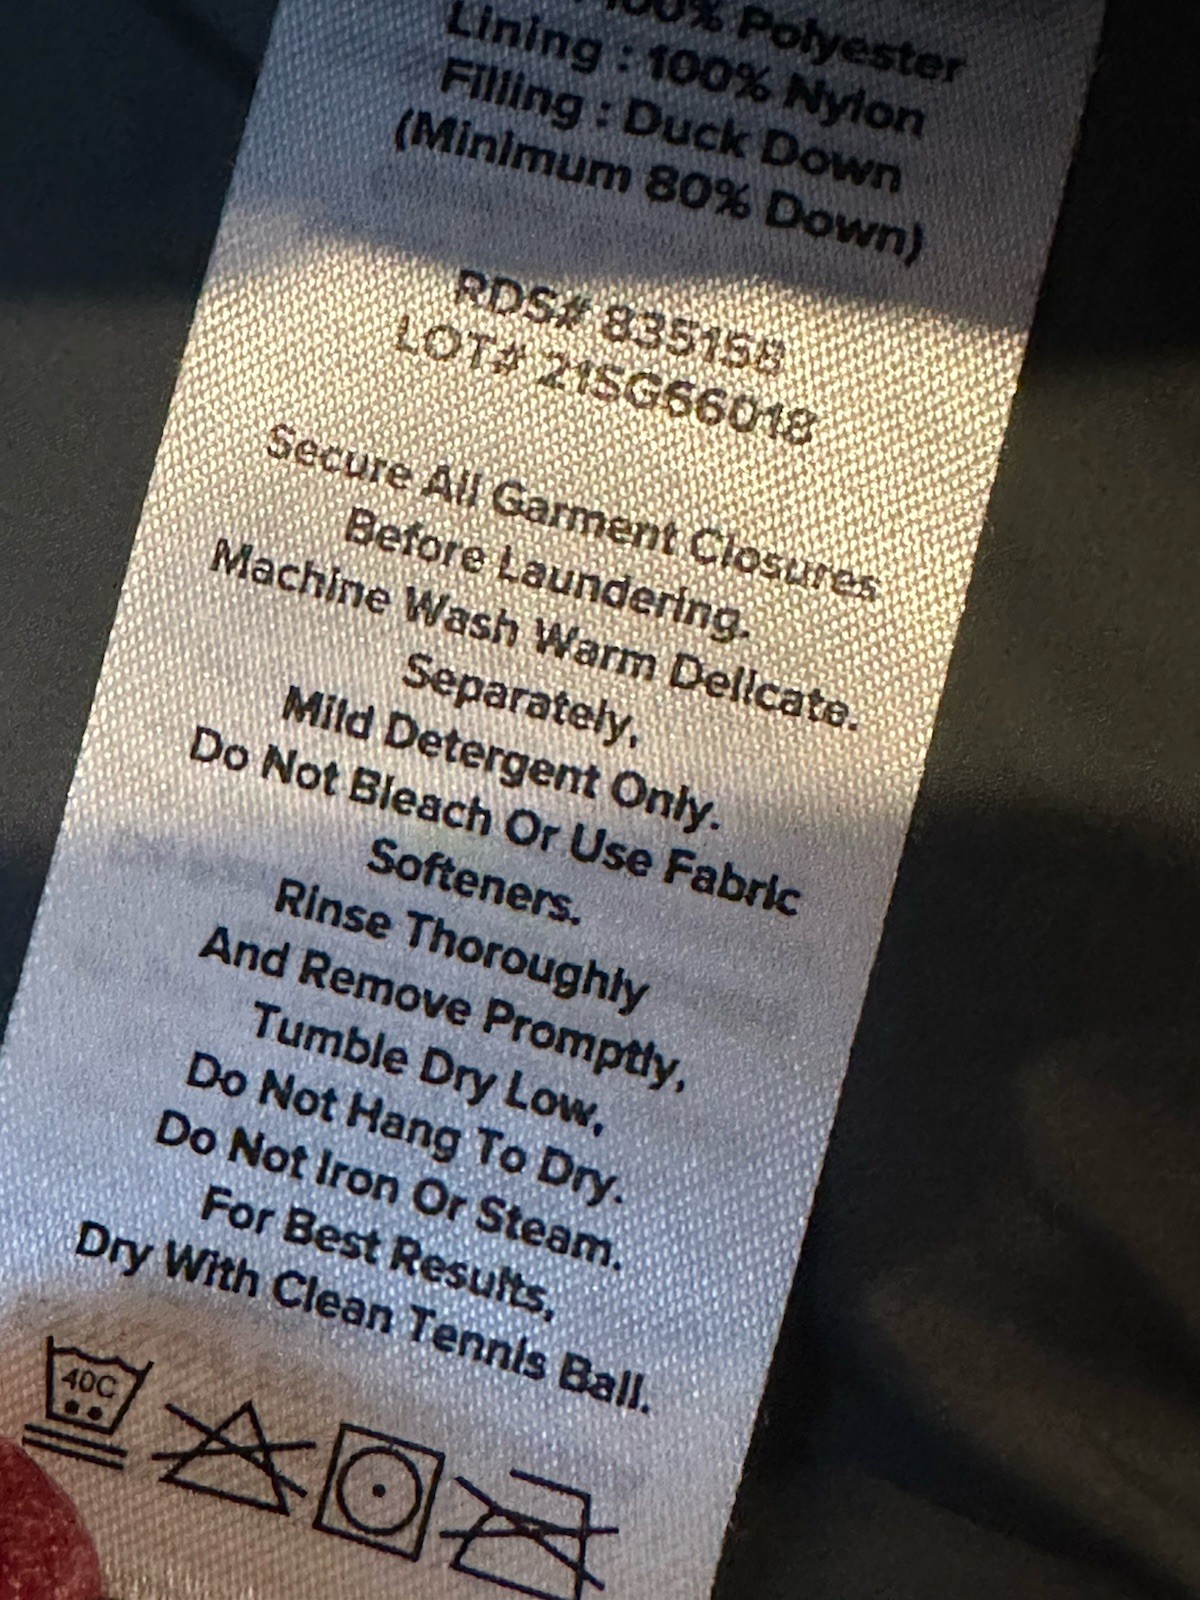 100% Polyester
Lining : 100% Nylon
Filling : Duck Down
(Minimum 80% Down)
RDS# 835158
LOT# 21SG66018
Secure All Garment Closures
Before Laundering.
Machine Wash Warm Delicate.
Separately,
Mild Detergent Only.
Do Not Bleach Or Use Fabric
Softeners.
Rinse Thoroughly
And Remove Promptly,
Tumble Dry Low,
Do Not Hang To Dry.
Do Not Iron Or Steam.
For Best Results,
Dry With Clean Tennis Ball.
40C